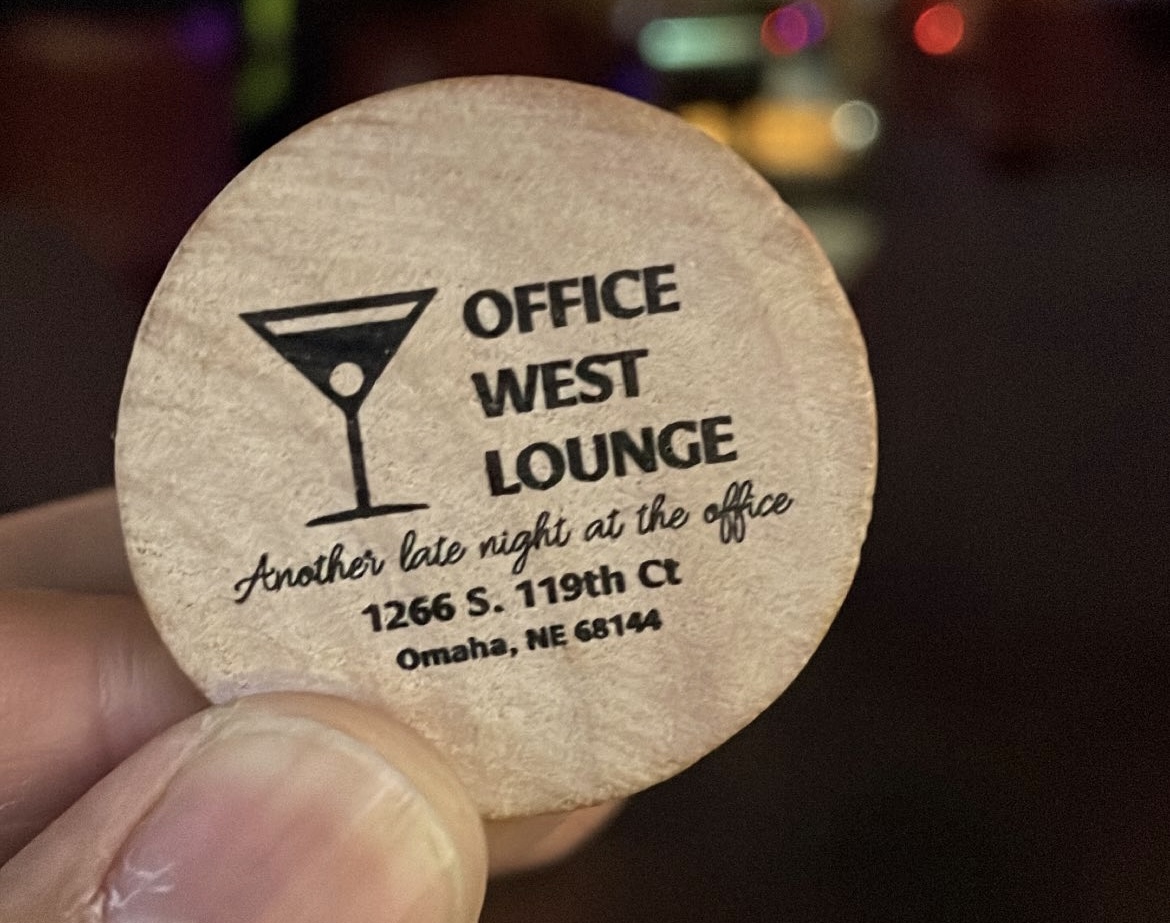 OFFICE
WEST
LOUNGE
Another late night at the office
1266 S. 119th Ct
Omaha, NE 68144